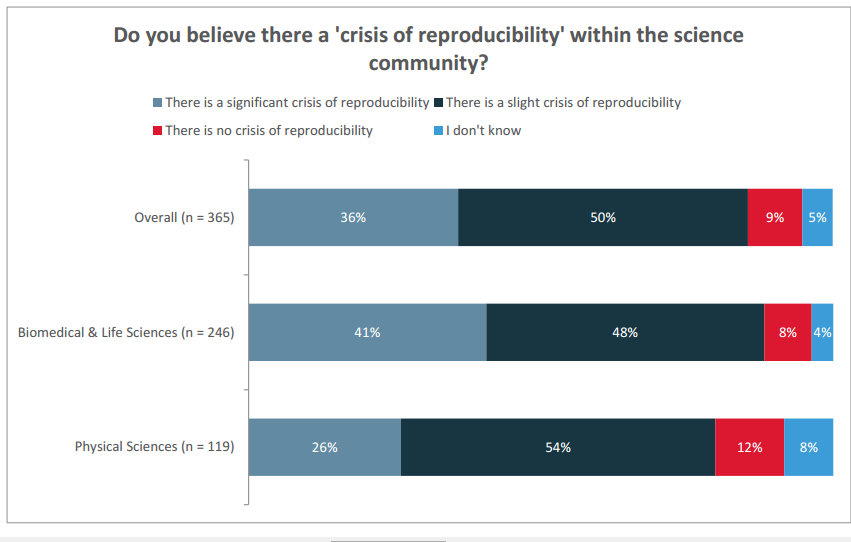 Do you believe there a 'crisis of reproducibility' within the science
community?
There is a significant crisis of reproducibility There is a slight crisis of reproducibility
There is no crisis of reproducibility I don't know
Overall (n = 365) 36% 50% 9% 5%
Biomedical & Life Sciences (n = 246) 41% 48% 8% 4%
Physical Sciences (n = 119) 26% 54% 12% 8%